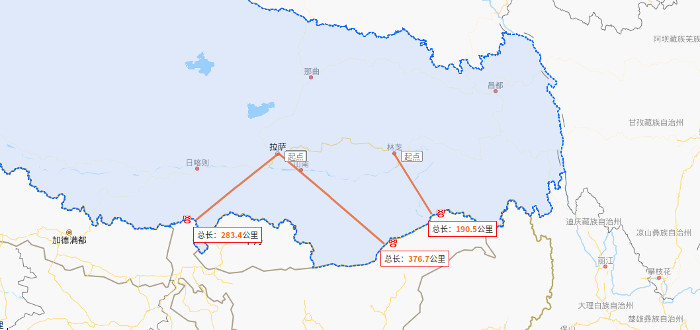 阿坝藏族羌族
那曲
昌都
甘孜藏族自治州
拉萨
起点
林芝
起点
日喀则
山南
迪庆藏族自治州
总长：190.5公里
凉山彝族自治州
总长：283.4公里
加德满都
总长：376.7公里
丽江
攀枝花
大理白族自治州
楚雄彝族自治州
保山